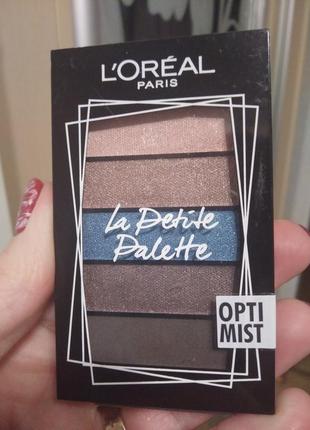 L'ORÉAL
PARIS
La Petite
Palette
OPTI
MIST